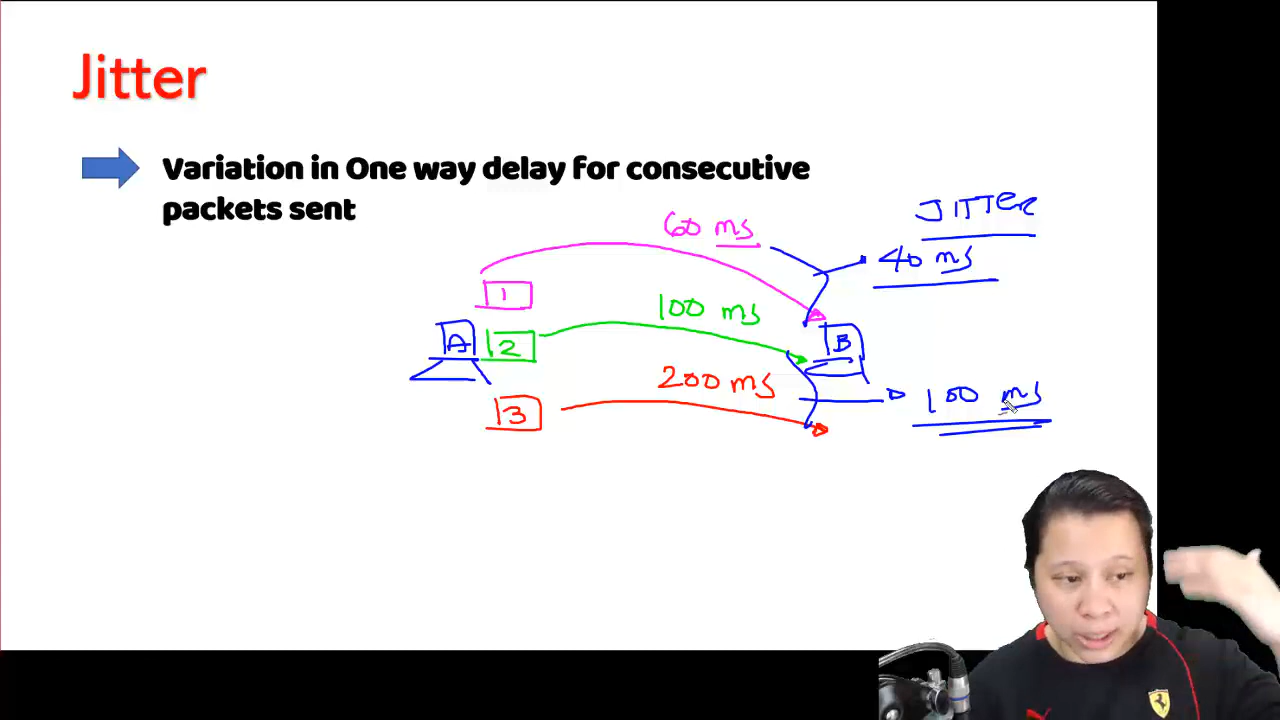 Jitter
Variation in One way delay for consecutive
packets sent
JITTER
60 ms
40 ms
1
100 ms
A
2
B
200 ms
100 ms
3